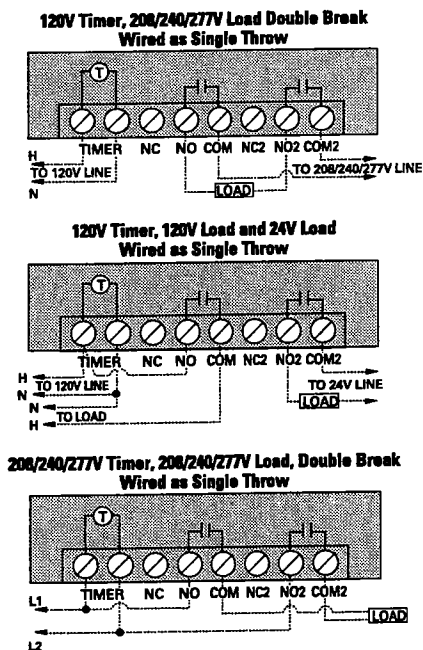 120V Timer, 208/240/277V Load Double Break
Wired as Single Throw
T
TIMER NC NO COM NC2 NO2 COM2
H
TO 120V LINE
N
LOAD
TO 208/240/277V LINE
120V Timer, 120V Load and 24V Load
Wired as Single Throw
T
TIMER NC NO COM NC2 NO2 COM2
H
TO 120V LINE
N
N
TO LOAD
H
TO 24V LINE
LOAD
208/240/277V Timer, 208/240/277V Load, Double Break
Wired as Single Throw
T
TIMER NC NO COM NC2 NO2 COM2
L1
LOAD
L2